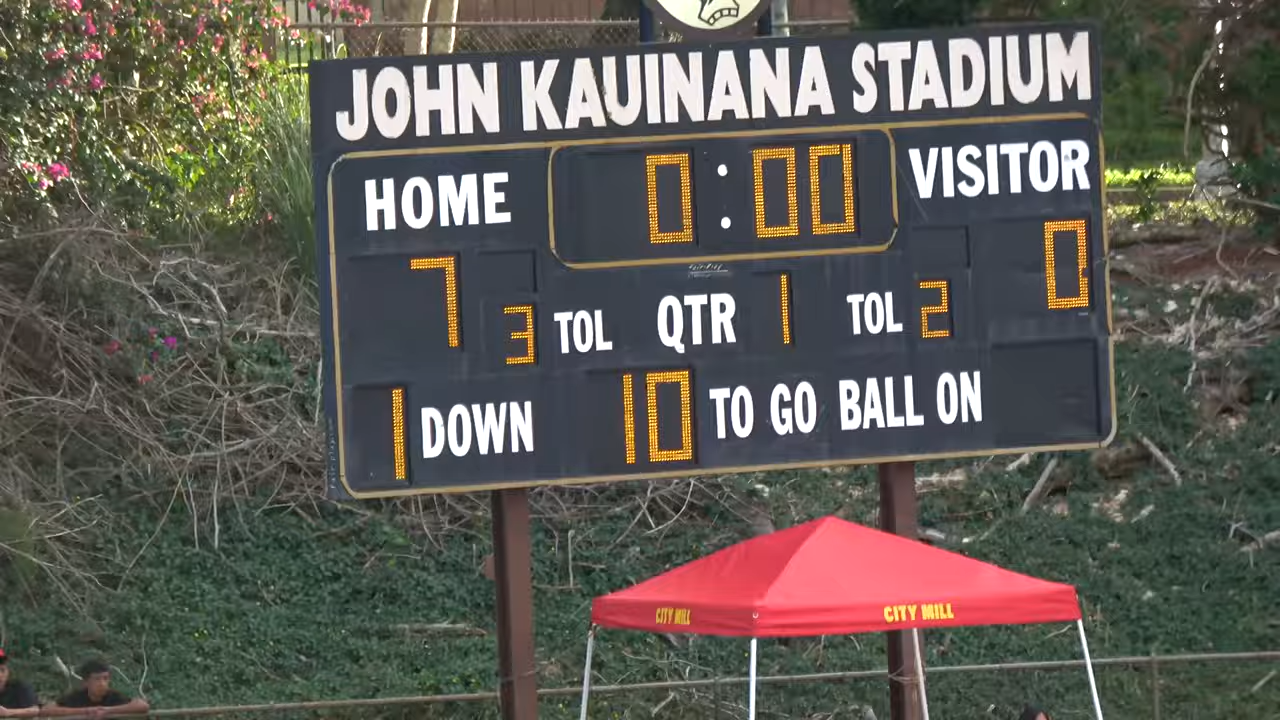 JOHN KAUINANA STADIUM
HOME 0:00 VISITOR
7 3 TOL QTR 1 TOL 2 0
1 DOWN 10 TO GO BALL ON
CITY MILL CITY MILL